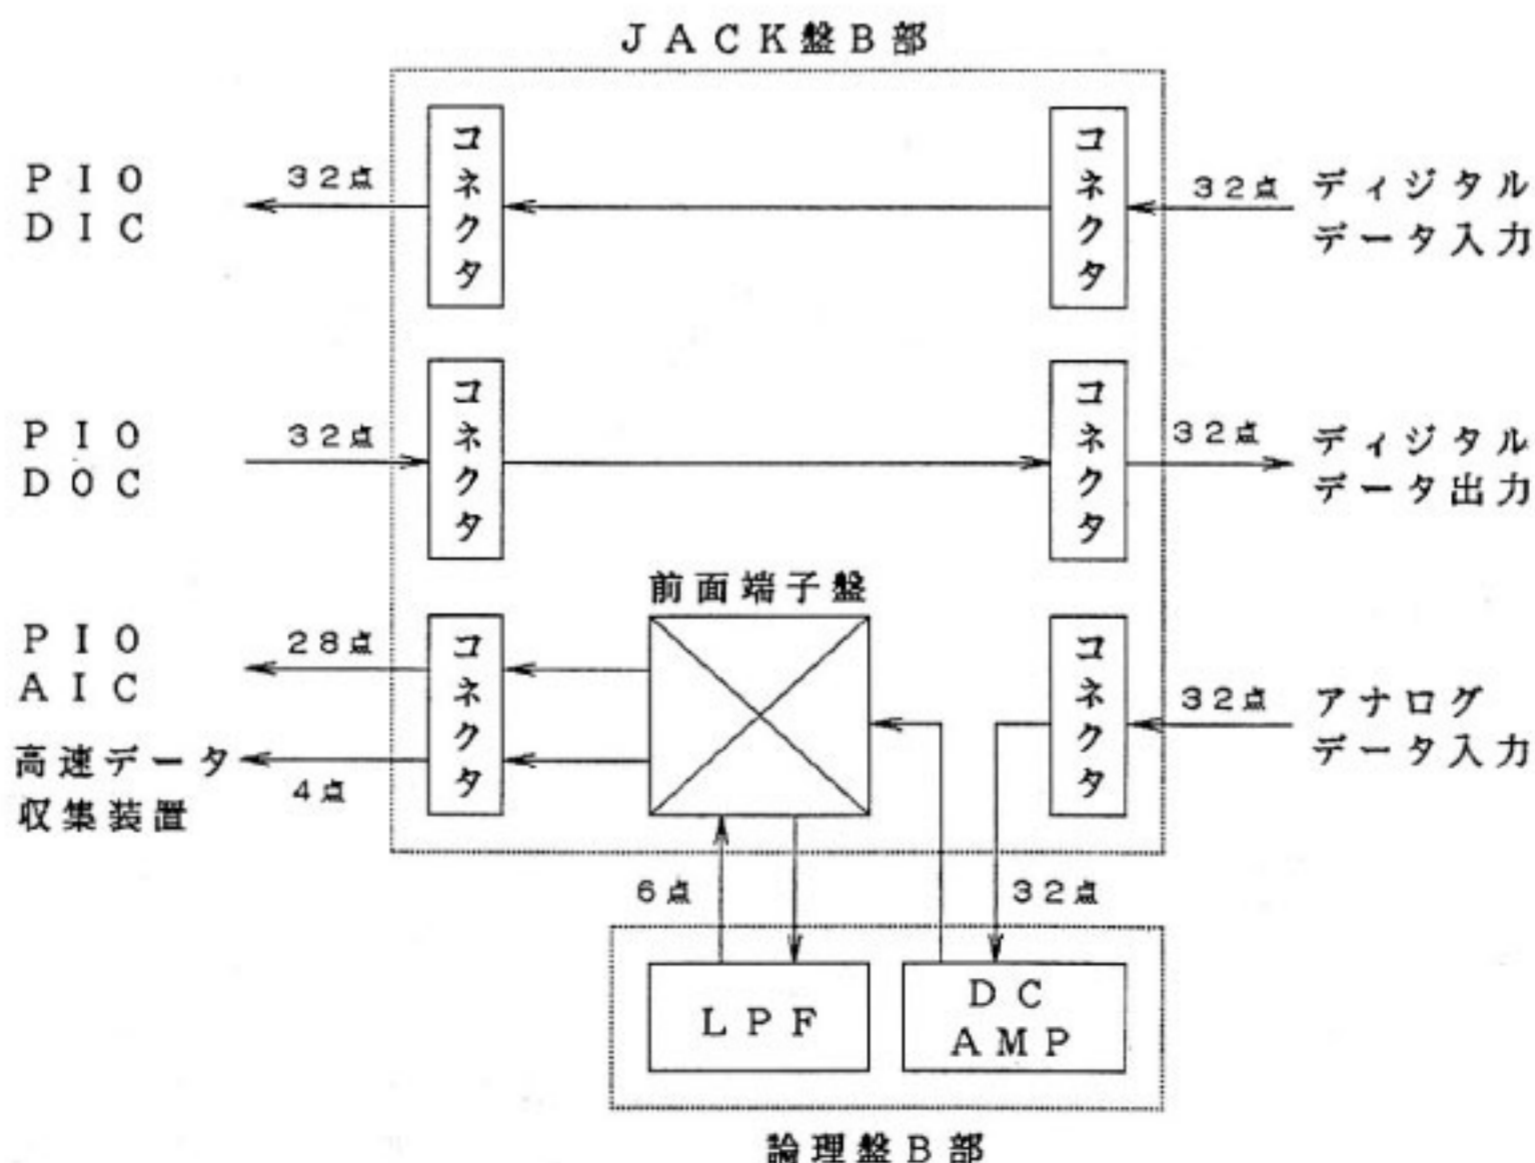 JACK盤B部
PIO
DIC
32点
コネクタ
コネクタ
32点
ディジタル
データ入力
PIO
DOC
32点
コネクタ
コネクタ
32点
ディジタル
データ出力
前面端子盤
PIO
AIC
28点
コネクタ
コネクタ
32点
アナログ
データ入力
高速データ
収集装置
4点
6点
32点
LPF
DC
AMP
論理盤B部